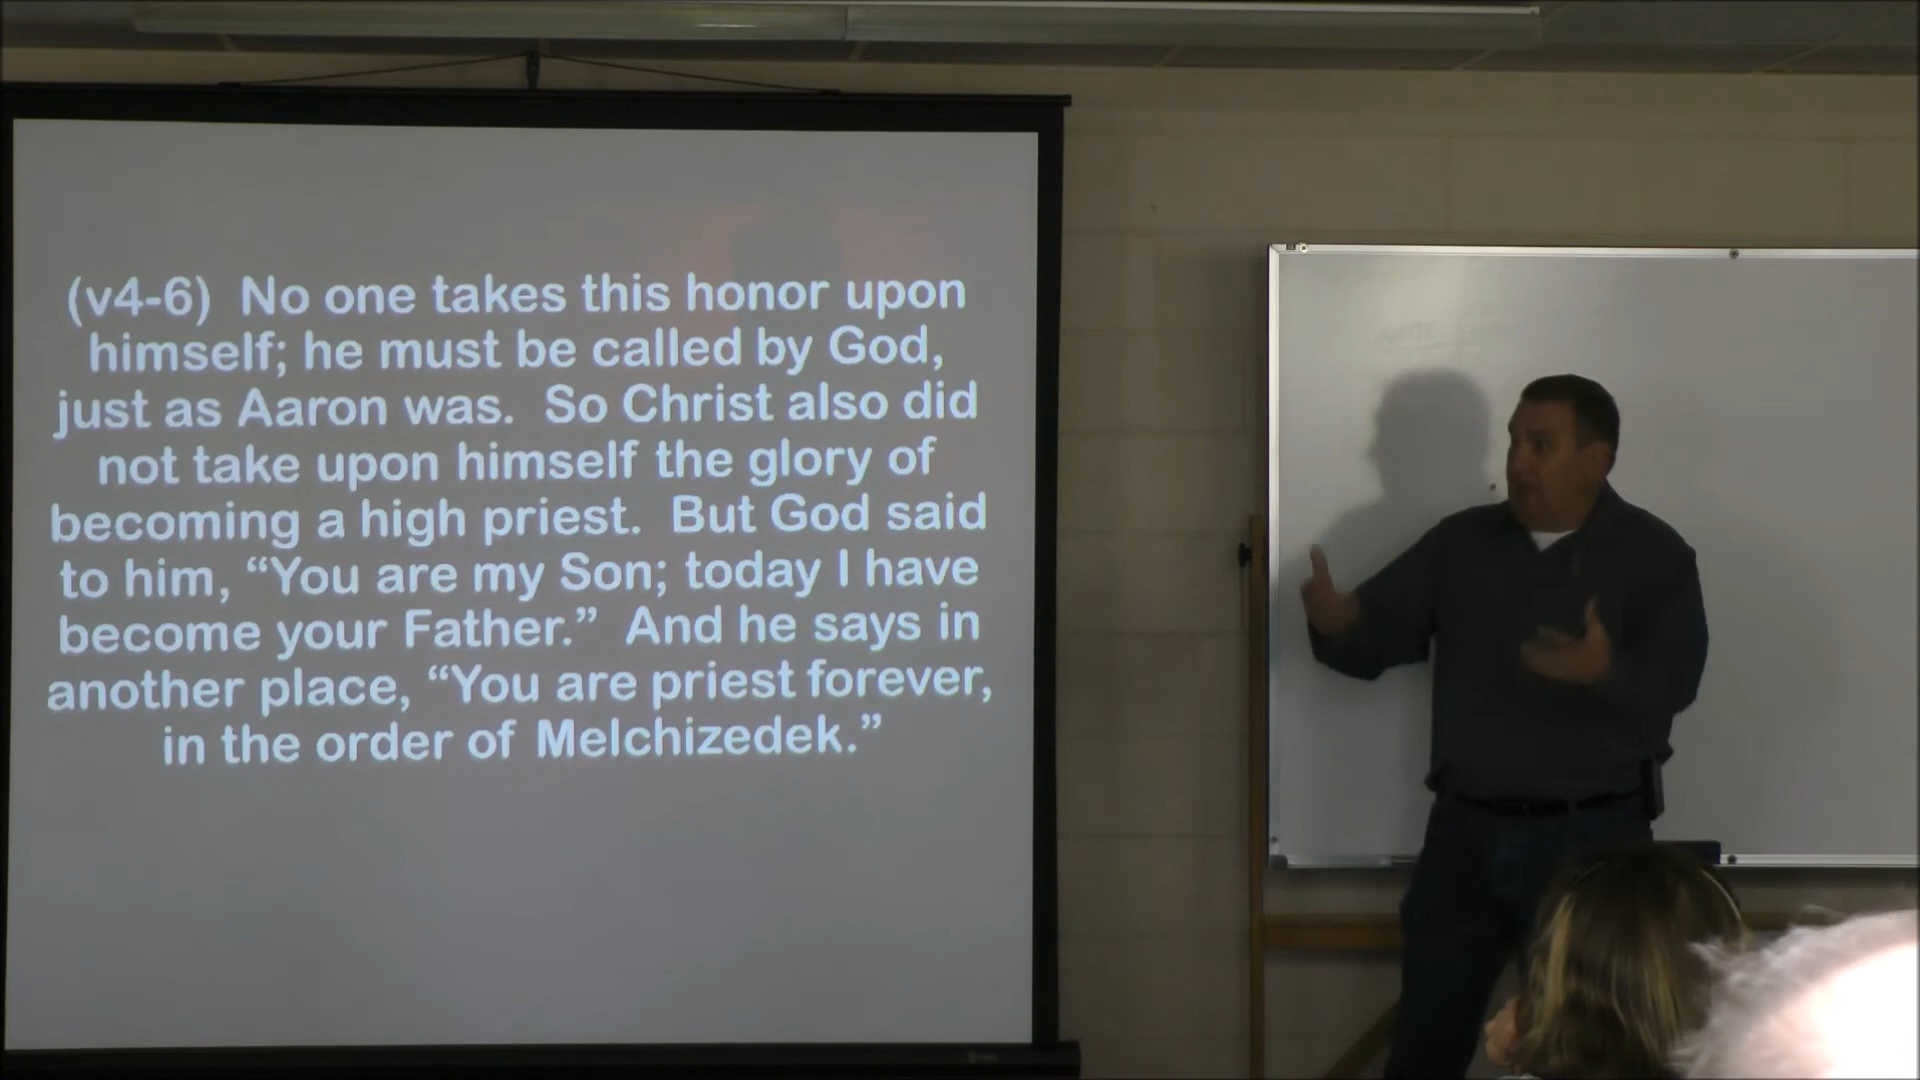 (v4-6)  No one takes this honor upon
himself; he must be called by God,
just as Aaron was.  So Christ also did
not take upon himself the glory of
becoming a high priest.  But God said
to him, “You are my Son; today I have
become your Father.”  And he says in
another place, “You are priest forever,
in the order of Melchizedek.”